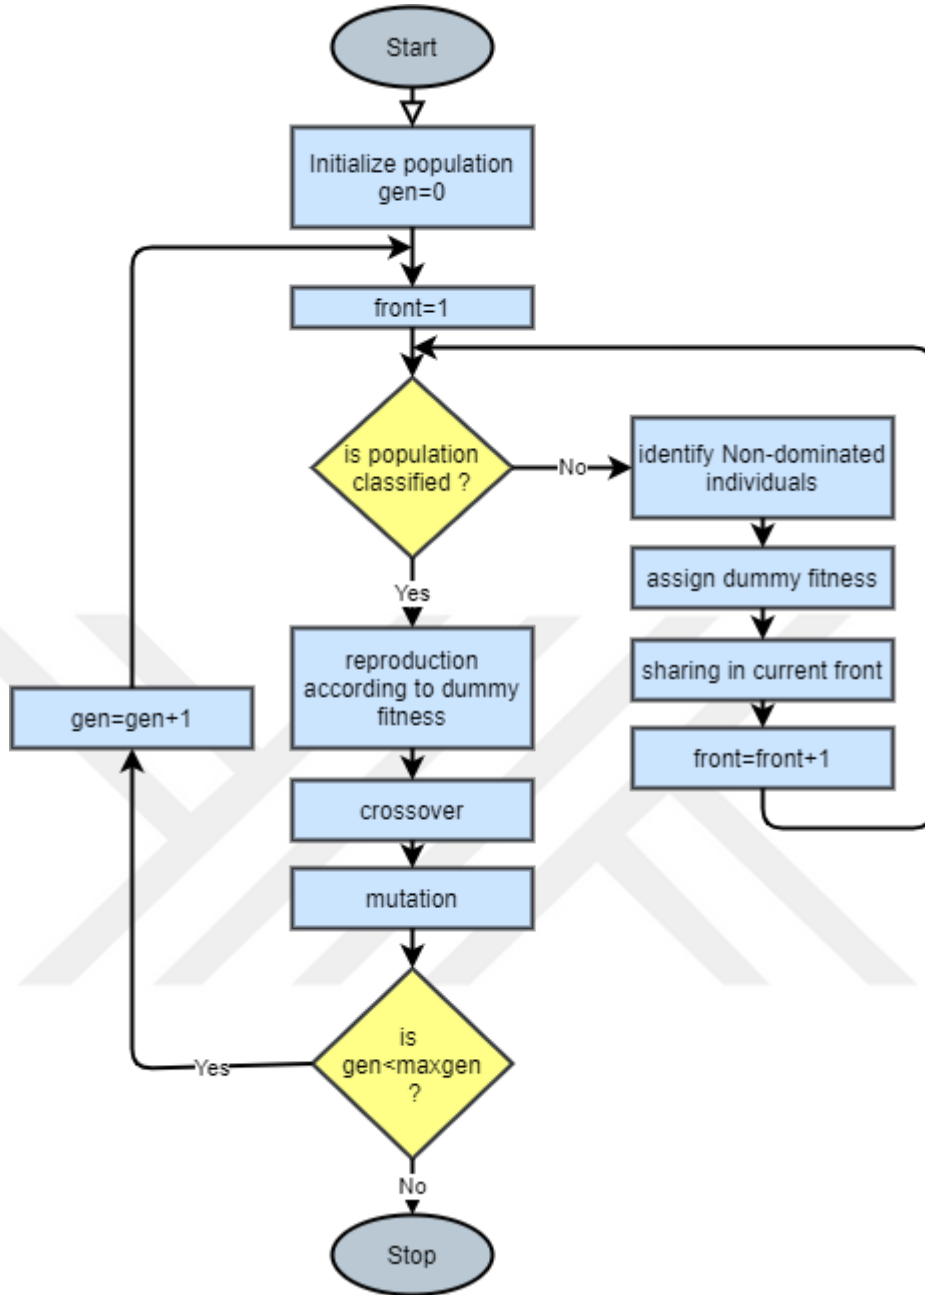 Start
Initialize population
gen=0
front=1
is population
classified ?
No
identify Non-dominated
individuals
assign dummy fitness
sharing in current front
front=front+1
Yes
reproduction
according to dummy
fitness
crossover
mutation
is
gen<maxgen
?
Yes
gen=gen+1
No
Stop